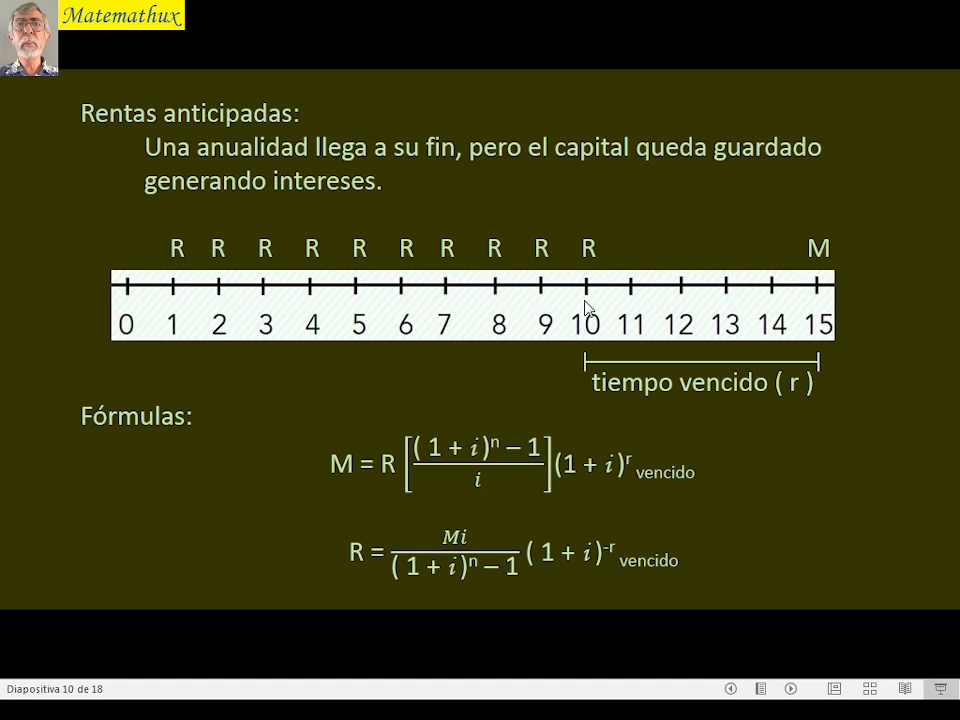 Matemathux
Rentas anticipadas:
Una anualidad llega a su fin, pero el capital queda guardado
generando intereses.
R R R R R R R R R R M
0 1 2 3 4 5 6 7 8 9 10 11 12 13 14 15
tiempo vencido ( r )
Fórmulas:
M = R [((1 + i)ⁿ – 1)/i](1 + i)ʳ vencido
R = Mi/((1 + i)ⁿ – 1) (1 + i)⁻ʳ vencido
Diapositiva 10 de 18